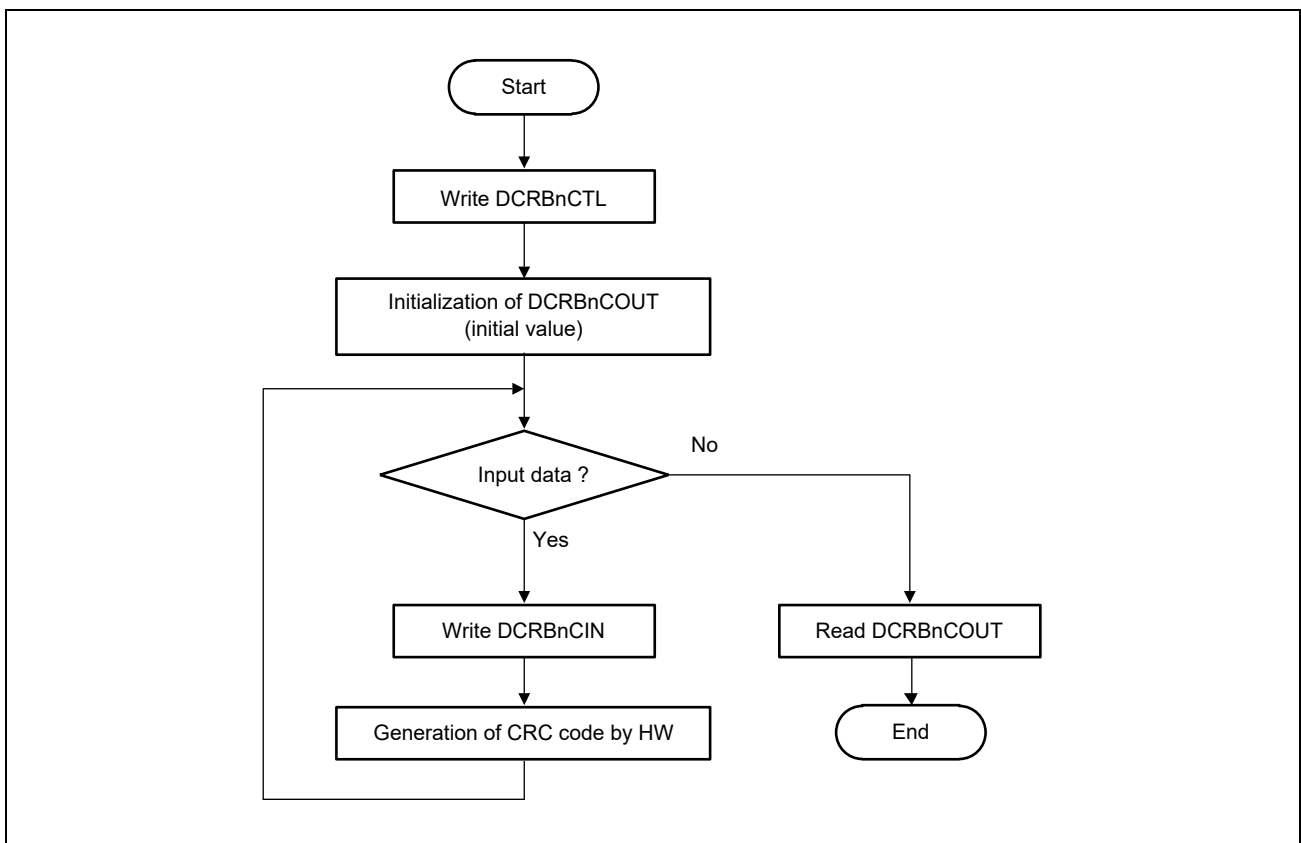 Start
Write DCRBnCTL
Initialization of DCRBnCOUT
(initial value)
Input data ?
No
Yes
Write DCRBnCIN
Read DCRBnCOUT
Generation of CRC code by HW
End